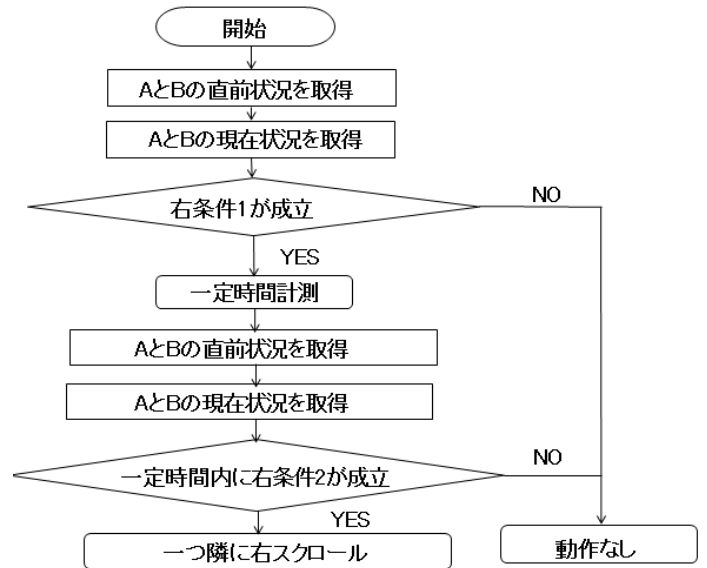 開始
AとBの直前状況を取得
AとBの現在状況を取得
右条件1が成立
NO
YES
一定時間計測
AとBの直前状況を取得
AとBの現在状況を取得
一定時間内に右条件2が成立
NO
YES
一つ隣に右スクロール
動作なし